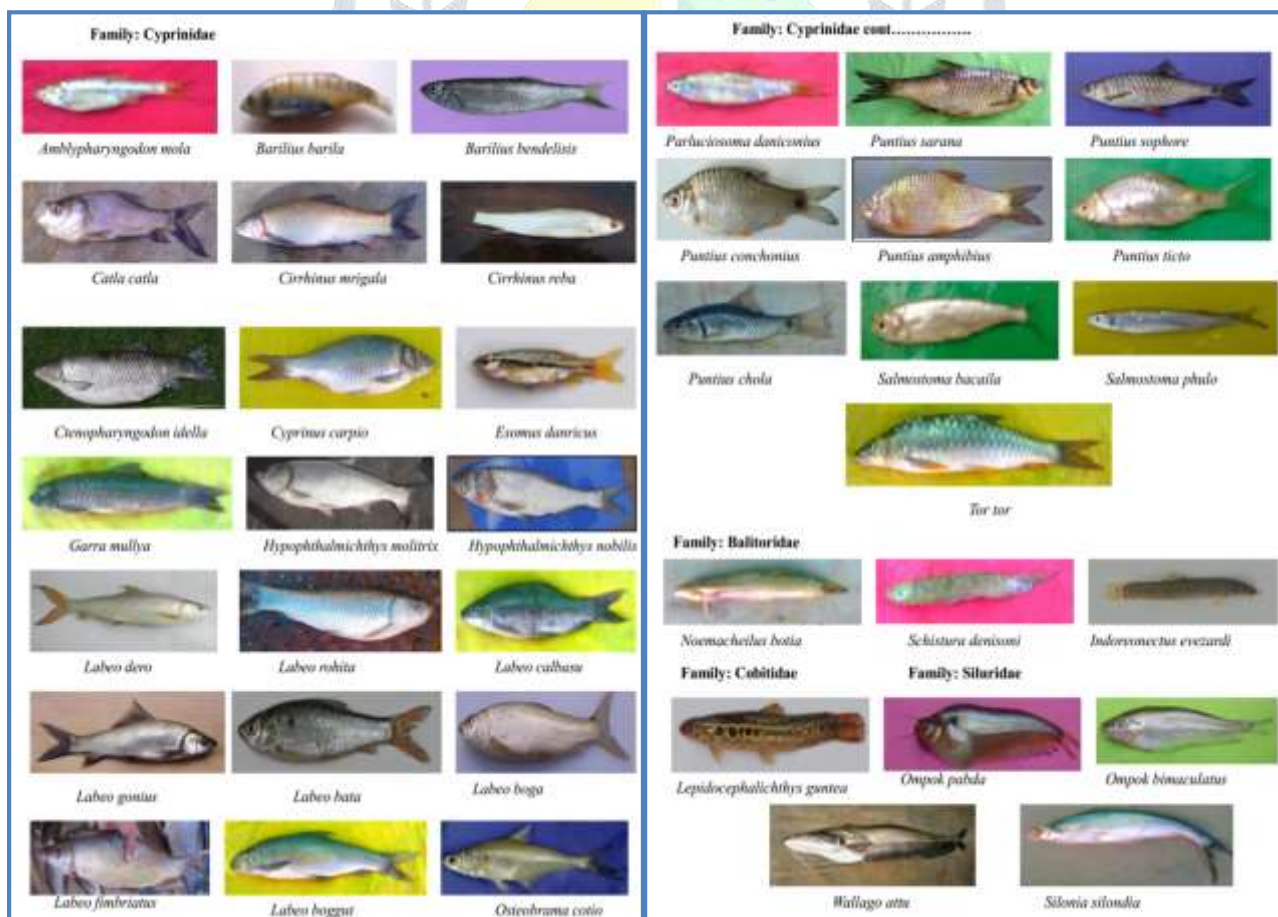 Family: Cyprinidae
Amblypharyngodon mola Barilius barila Barilius bendelisis
Catla catla Cirrhinus mrigala Cirrhinus reba
Ctenopharyngodon idella Cyprinus carpio Esomus danricus
Garra mullya Hypophthalmichthys molitrix Hypophthalmichthys nobilis
Labeo dero Labeo rohita Labeo calbasu
Labeo gonius Labeo bata Labeo boga
Labeo fimbriatus Labeo boggut Osteobrama cotio
Family: Cyprinidae cont................
Parluciosoma daniconius Puntius sarana Puntius sophore
Puntius conchonius Puntius amphibius Puntius ticto
Puntius chola Salmostoma bacaila Salmostoma phulo
Tor tor
Family: Balitoridae
Noemacheilus botia Schistura denisoni Indoreonectus evezardi
Family: Cobitidae Family: Siluridae
Lepidocephalichthys guntea Ompok pabda Ompok bimaculatus
Wallago attu Silonia silondia